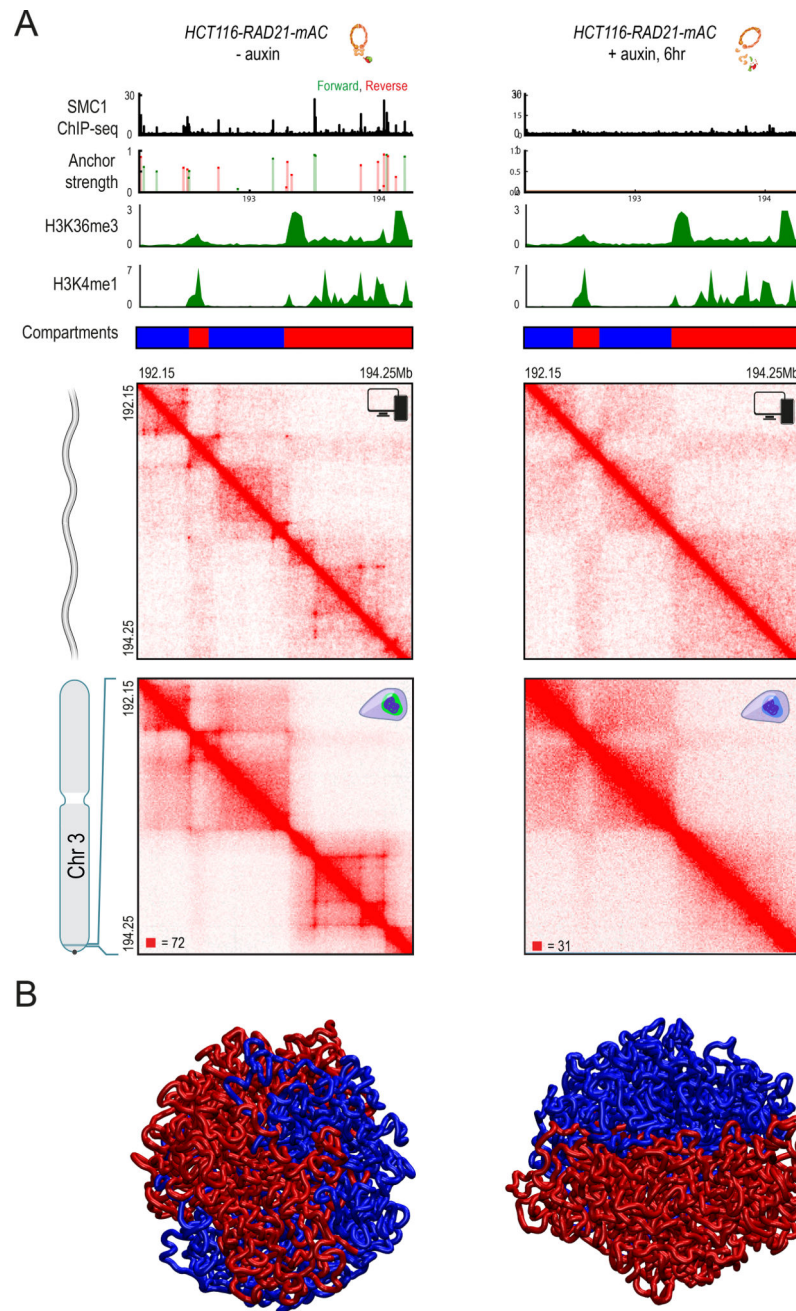 A
HCT116-RAD21-mAC
- auxin
HCT116-RAD21-mAC
+ auxin, 6hr
Forward, Reverse
SMC1
ChIP-seq
30
15
0
30
15
0
Anchor
strength
1
0
193
194
1.0
0.5
0.0
193
194
H3K36me3
3
0
3
0
H3K4me1
7
0
7
0
Compartments
192.15
194.25Mb
192.15
194.25Mb
192.15
194.25
192.15
194.25
Chr 3
= 72
= 31
B